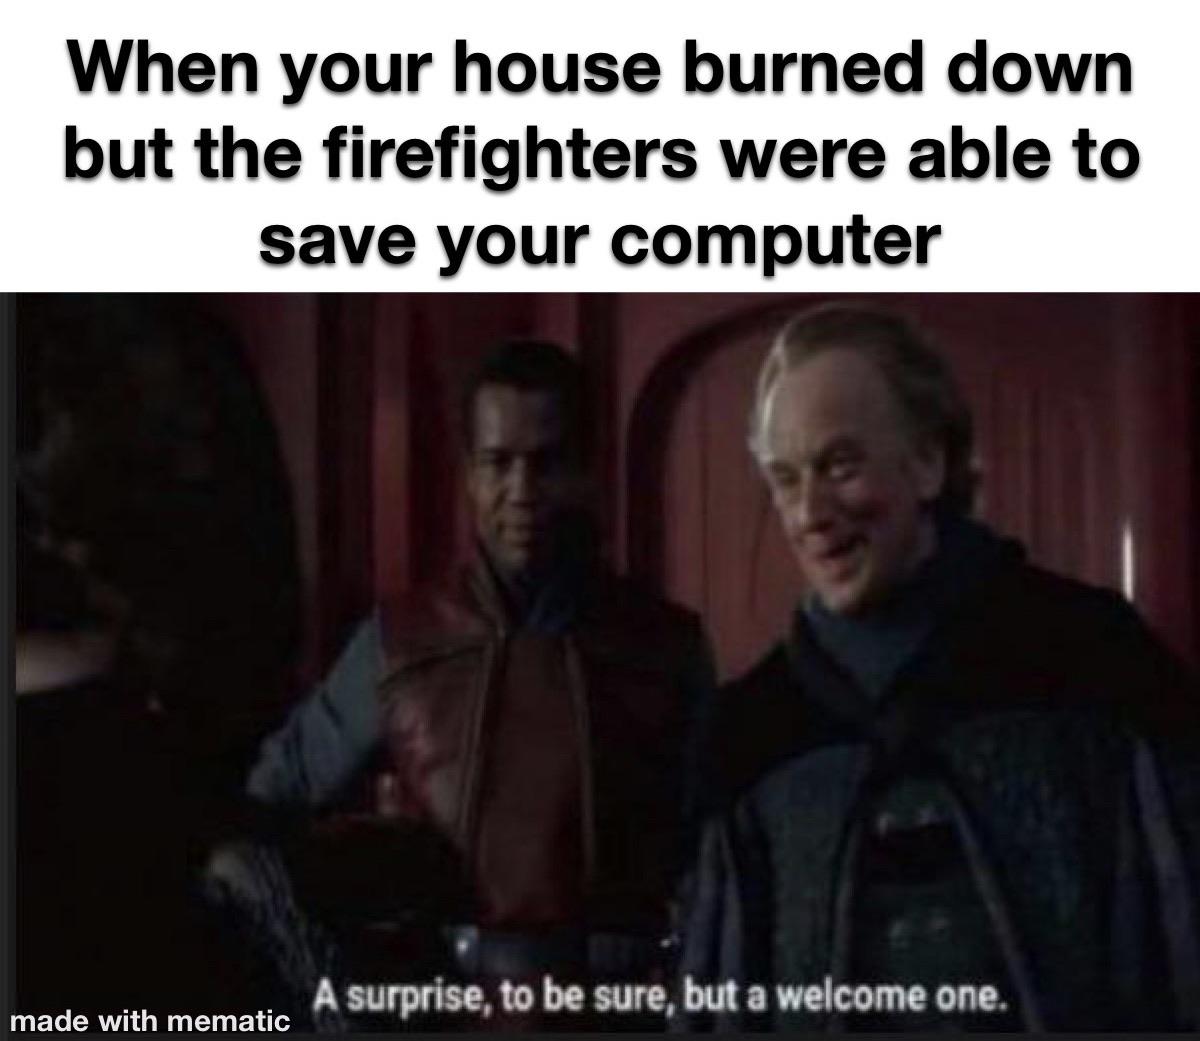 When your house burned down
but the firefighters were able to
save your computer
A surprise, to be sure, but a welcome one.
made with mematic